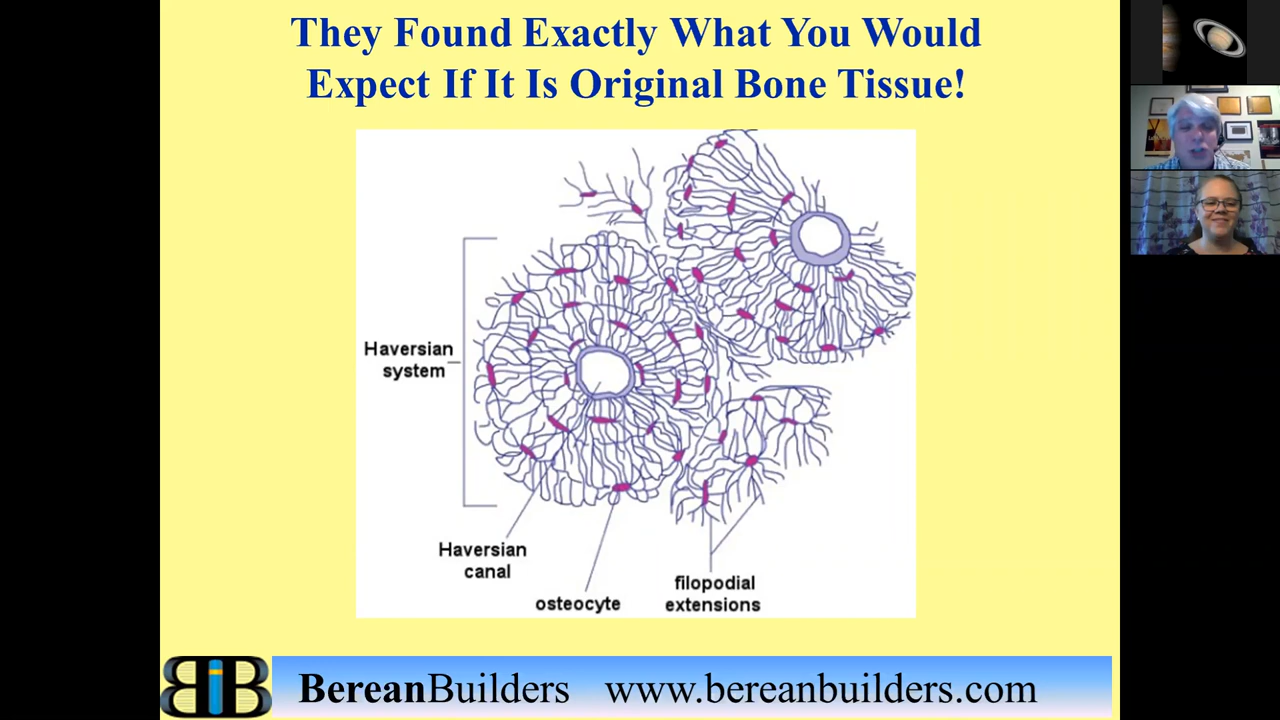 They Found Exactly What You Would
Expect If It Is Original Bone Tissue!
Haversian
system
Haversian
canal
osteocyte
filopodial
extensions
BiB
BereanBuilders www.bereanbuilders.com